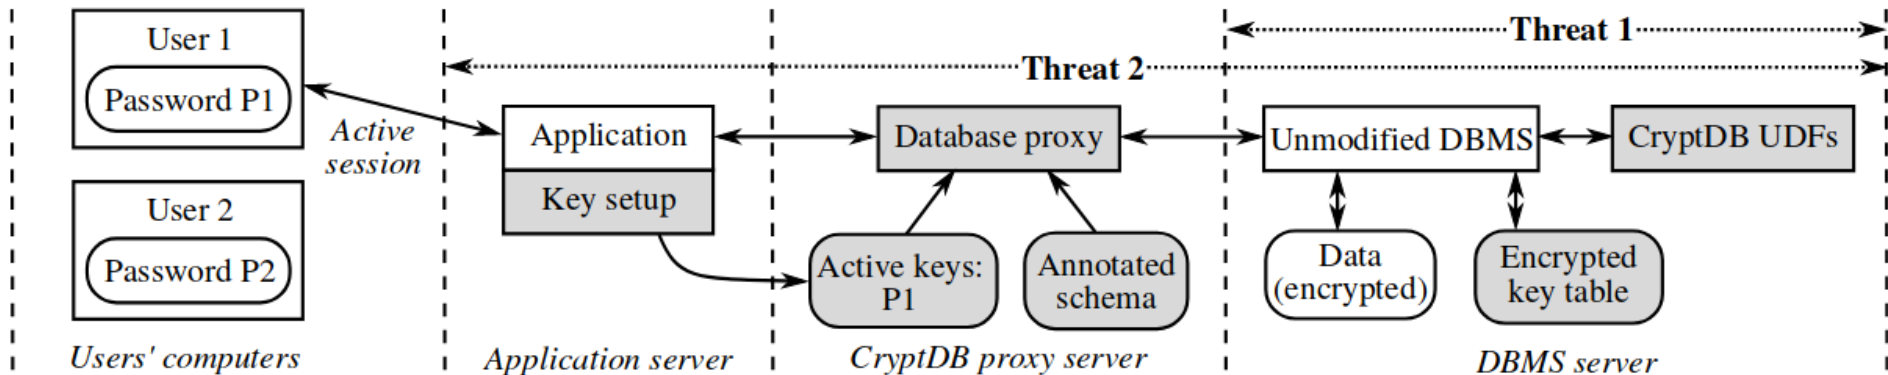 User 1
Password P1
User 2
Password P2
Users' computers
Active
session
Application
Key setup
Application server
Threat 2
Database proxy
Active keys:
P1
Annotated
schema
CryptDB proxy server
Threat 1
Unmodified DBMS
CryptDB UDFs
Data
(encrypted)
Encrypted
key table
DBMS server